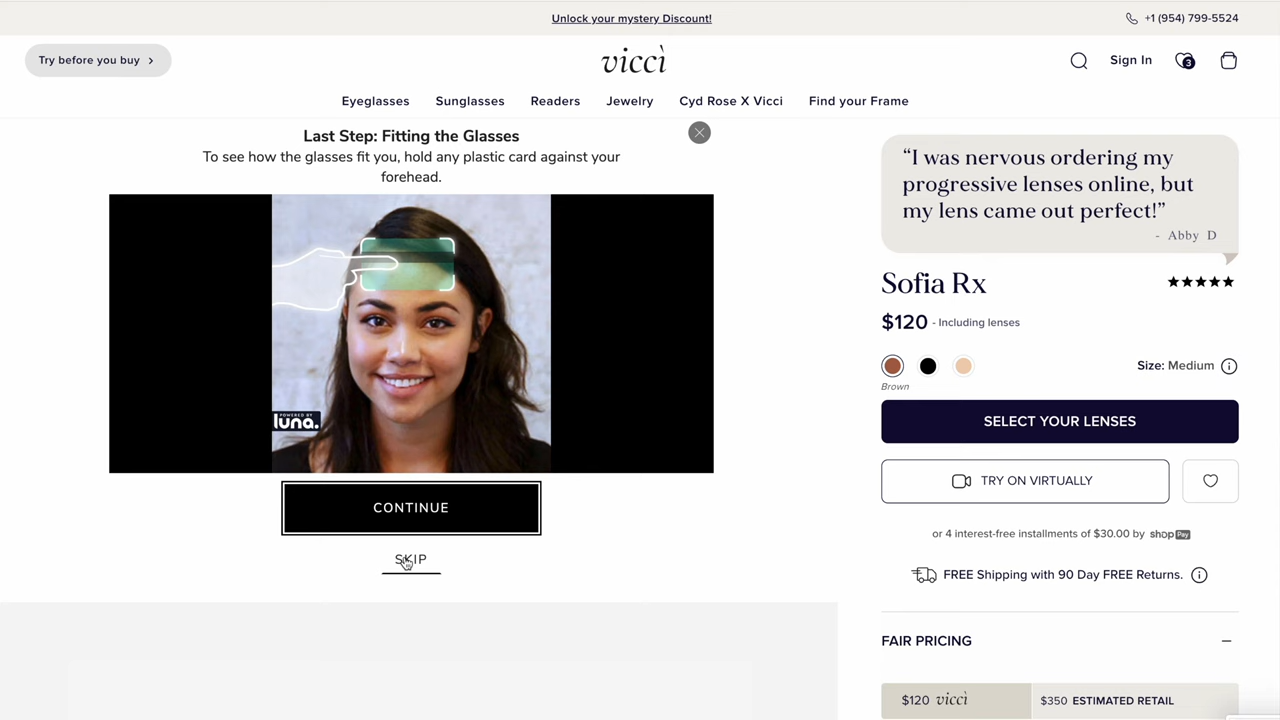 Unlock your mystery Discount!
+1 (954) 799-5524
Try before you buy
viccì
Sign In
3
Eyeglasses
Sunglasses
Readers
Jewelry
Cyd Rose X Vicci
Find your Frame
Last Step: Fitting the Glasses
To see how the glasses fit you, hold any plastic card against your
forehead.
POWERED BY
luna.
CONTINUE
SKIP
“I was nervous ordering my
progressive lenses online, but
my lens came out perfect!”
- Abby D
Sofia Rx
$120 - Including lenses
Size: Medium
Brown
SELECT YOUR LENSES
TRY ON VIRTUALLY
or 4 interest-free installments of $30.00 by shop Pay
FREE Shipping with 90 Day FREE Returns.
FAIR PRICING
$120 viccì
$350 ESTIMATED RETAIL